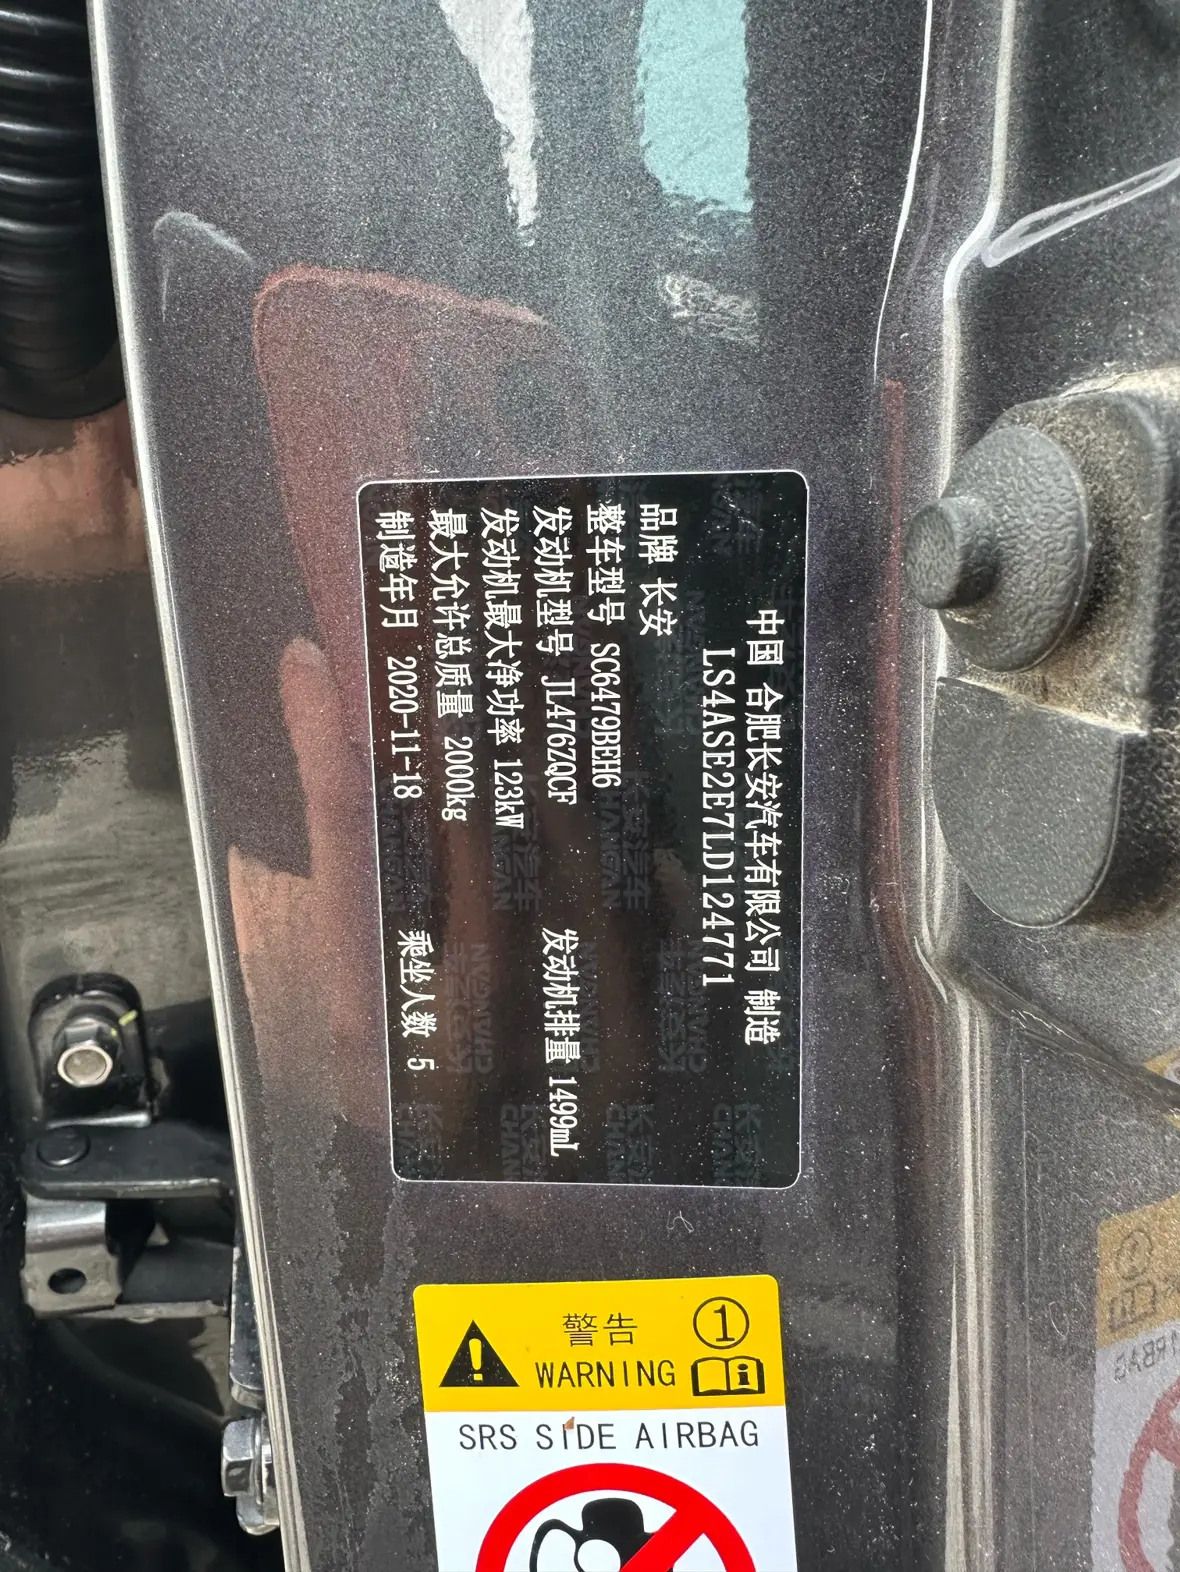 中国 合肥长安汽车有限公司 制造
LS4ASE2E7LD124771
品牌 长安
整车型号 SC6479BEH6
发动机型号 JL476ZQCF 发动机排量 1499mL
发动机最大净功率 123kW
最大允许总质量 2000kg
制造年月 2020-11-18 乘坐人数 5
警告 1
WARNING
SRS SIDE AIRBAG